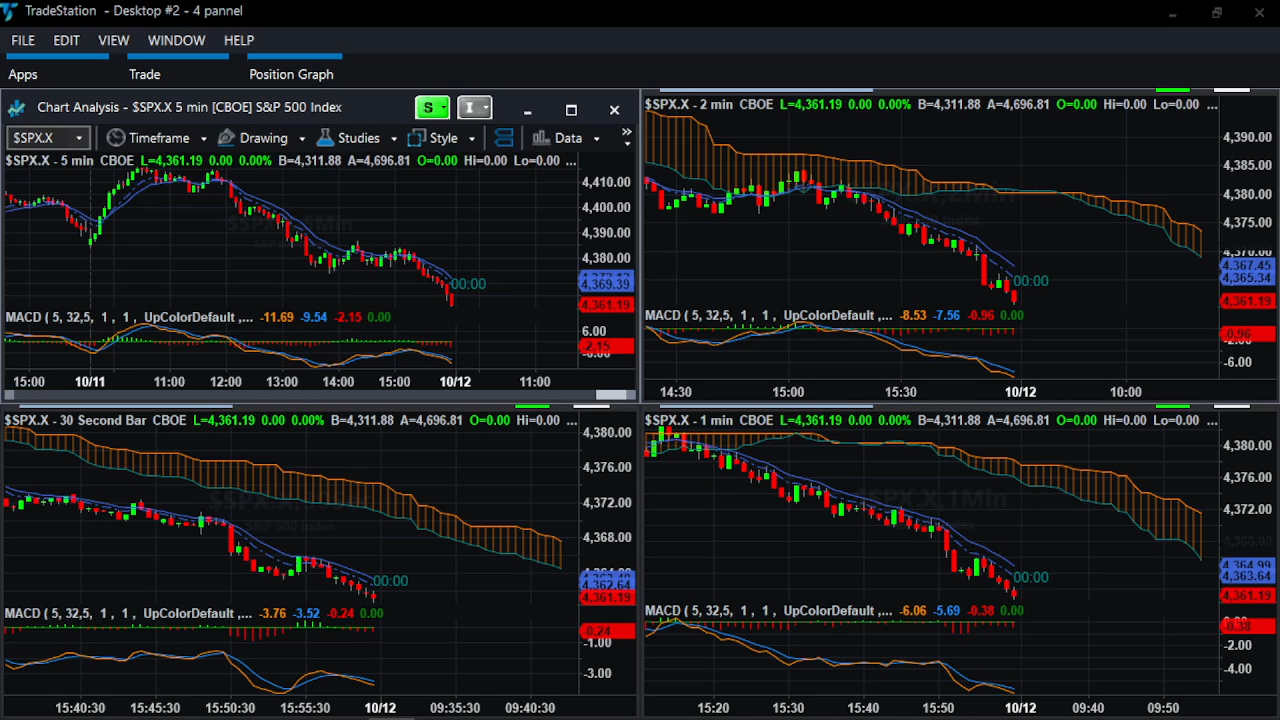 TradeStation - Desktop #2 - 4 pannel
FILE EDIT VIEW WINDOW HELP
Apps Trade Position Graph
Chart Analysis - $SPX.X 5 min [CBOE] S&P 500 Index S I
$SPX.X Timeframe Drawing Studies Style Data »
$SPX.X - 5 min CBOE L=4,361.19 0.00 0.00% B=4,311.88 A=4,696.81 O=0.00 Hi=0.00 Lo=0.00 ...
4,410.00
4,400.00
4,390.00
4,380.00
4,369.39
4,361.19
00:00
MACD ( 5, 32,5, 1 , 1 , UpColorDefault ,... -11.69 -9.54 -2.15 0.00
6.00
-2.15
15:00 10/11 11:00 12:00 13:00 14:00 15:00 10/12 11:00
$SPX.X - 2 min CBOE L=4,361.19 0.00 0.00% B=4,311.88 A=4,696.81 O=0.00 Hi=0.00 Lo=0.00 ...
4,390.00
4,385.00
4,380.00
4,375.00
4,370.00
4,367.45
4,365.34
4,361.19
00:00
MACD ( 5, 32,5, 1 , 1 , UpColorDefault ,... -8.53 -7.56 -0.96 0.00
-0.96
-2.00
-6.00
14:30 15:00 15:30 10/12 10:00
$SPX.X - 30 Second Bar CBOE L=4,361.19 0.00 0.00% B=4,311.88 A=4,696.81 O=0.00 Hi=0.00 ...
4,380.00
4,376.00
4,372.00
4,368.00
4,364.00
4,362.64
4,361.19
00:00
MACD ( 5, 32,5, 1 , 1 , UpColorDefault ,... -3.76 -3.52 -0.24 0.00
-0.24
-1.00
-3.00
15:40:30 15:45:30 15:50:30 15:55:30 10/12 09:35:30 09:40:30
$SPX.X - 1 min CBOE L=4,361.19 0.00 0.00% B=4,311.88 A=4,696.81 O=0.00 Hi=0.00 Lo=0.00 ...
4,380.00
4,376.00
4,372.00
4,364.99
4,363.64
4,361.19
00:00
MACD ( 5, 32,5, 1 , 1 , UpColorDefault ,... -6.06 -5.69 -0.38 0.00
-0.38
-2.00
-4.00
15:20 15:30 15:40 15:50 10/12 09:40 09:50